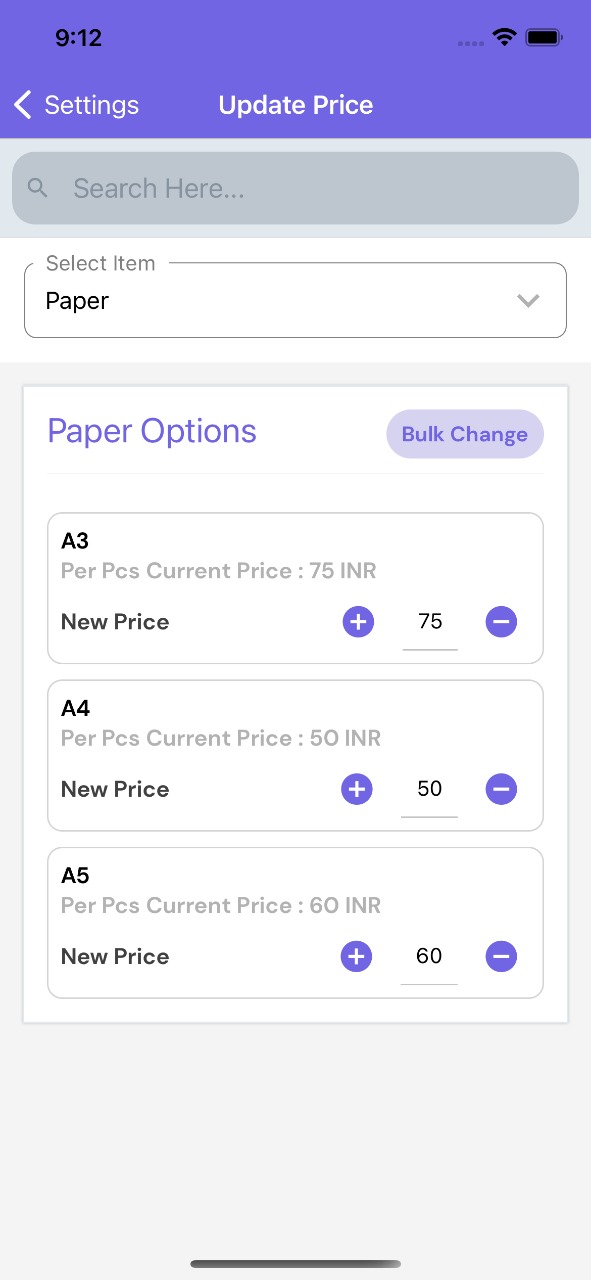 9:12
Settings
Update Price
Search Here...
Select Item
Paper
Paper Options
Bulk Change
A3
Per Pcs Current Price : 75 INR
New Price 75
A4
Per Pcs Current Price : 50 INR
New Price 50
A5
Per Pcs Current Price : 60 INR
New Price 60